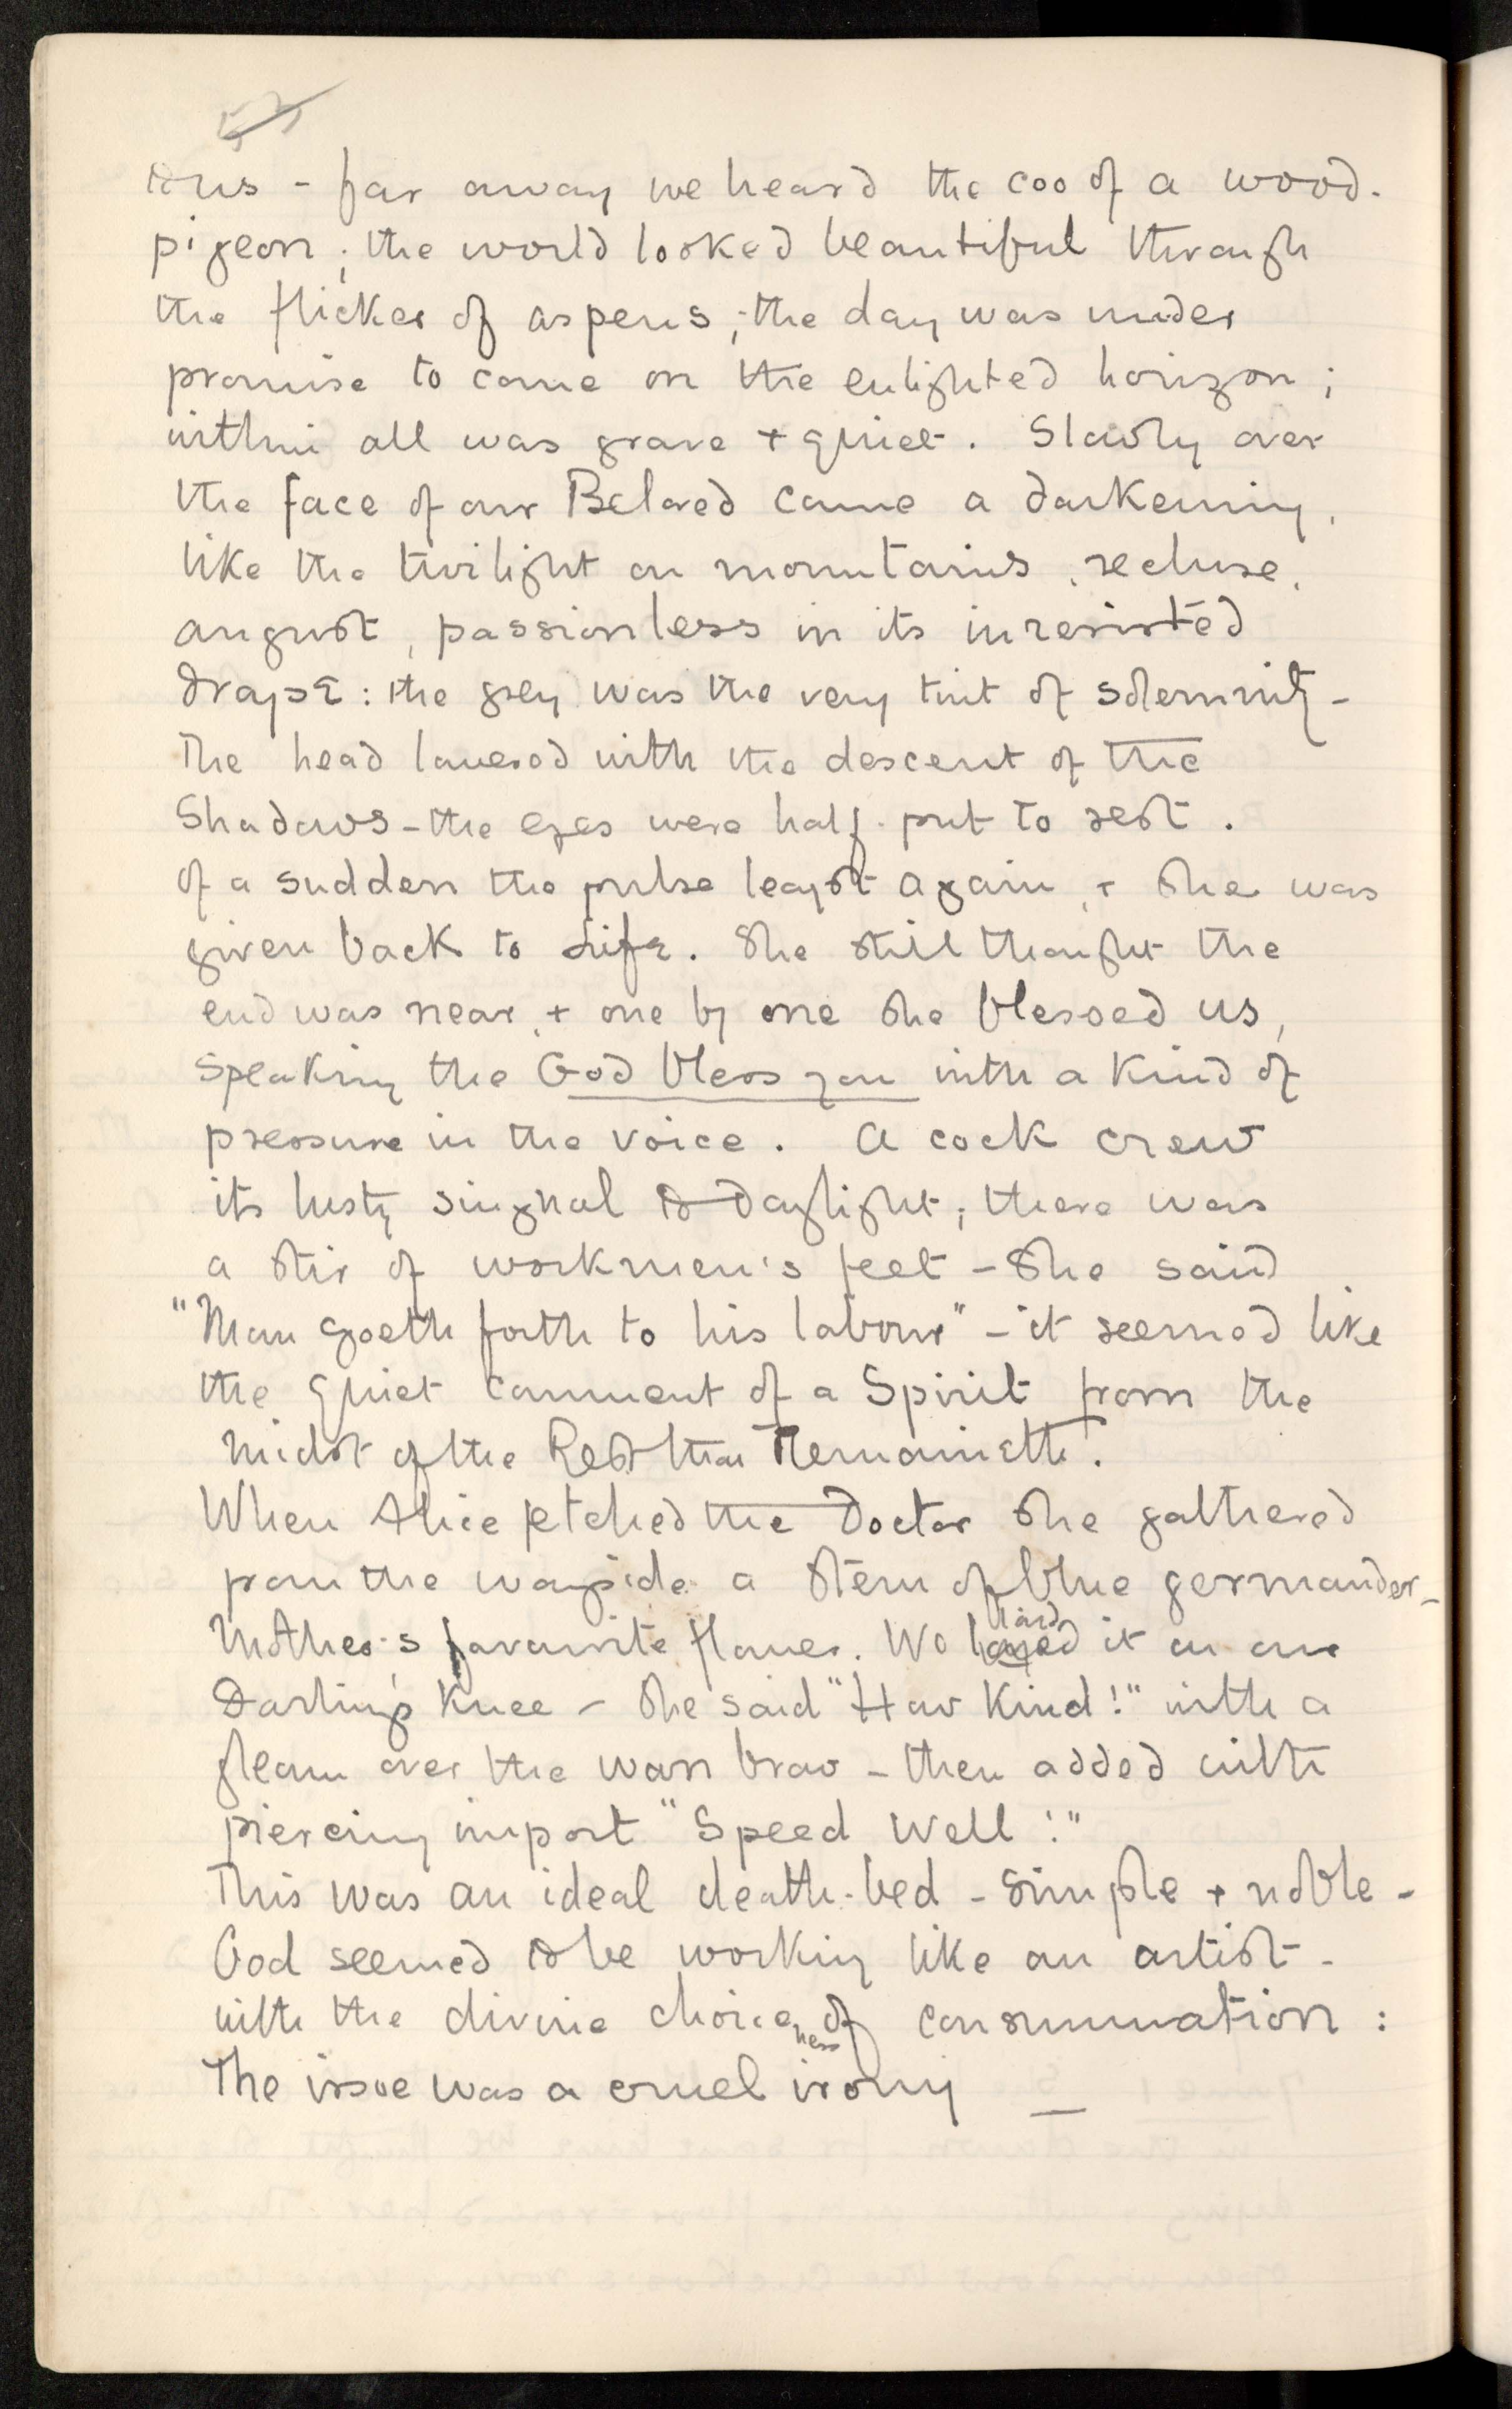 this - far away we heard the coo of a wood-
pigeon; the world looked beautiful through
the flicker of aspens; the day was under
promise to come on the enlighted horizon;
within all was grave + quiet. Slowly over
the face of our Beloved came a darkening,
like the twilight on mountains, recluse,
august, passionless in its inresisted
drape: the grey was the very tint of solemnity -
The head lowered with the descent of the
Shadows - the eyes were half-put to rest.
Of a sudden the pulse leapt again, + she was
given back to Life. She still thought the
end was near, + one by one she blessed us,
speaking the God bless you with a kind of
pressure in the voice. A cock crew
its lusty singnal to daylight; there was
a stir of workmen's feet - She said
"Man goeth forth to his labour" - it seemed like
the quiet comment of a Spirit from the
midst of the Rest that Remaineth.
When Alice fetched the Doctor she gathered
from the wayside a stem of blue germander -
Mother's favourite flower. We laid it on our
Darling's knee - she said "How kind!" with a
gleam over the wan brow - then added with
piercing import "Speed Well!"
This was an ideal death-bed - simple + noble -
God seemed to be working like an artist -
with the divine choiceness of consummation:
The issue was a cruel irony —